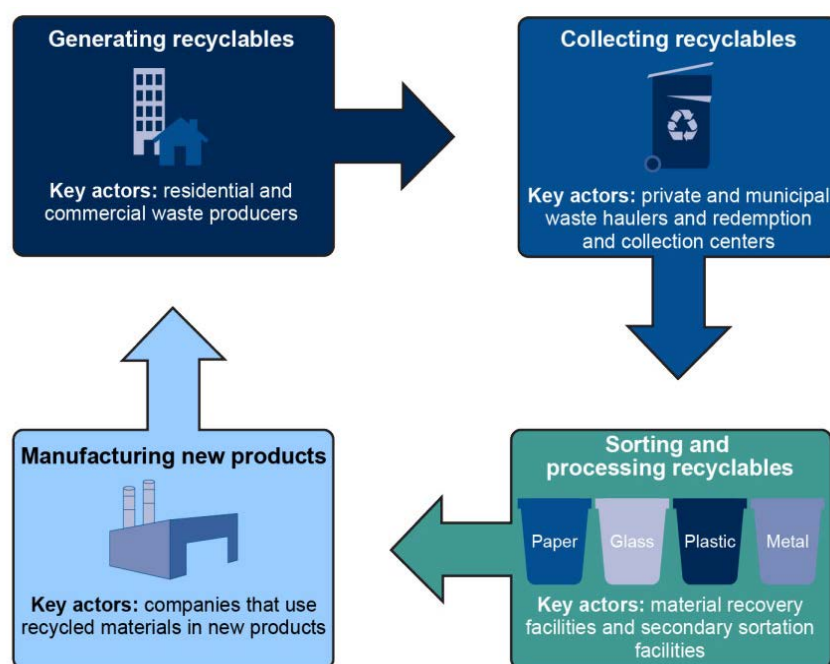 Generating recyclables
Key actors: residential and
commercial waste producers
Collecting recyclables
Key actors: private and municipal
waste haulers and redemption
and collection centers
Sorting and
processing recyclables
Paper
Glass
Plastic
Metal
Key actors: material recovery
facilities and secondary sortation
facilities
Manufacturing new products
Key actors: companies that use
recycled materials in new products